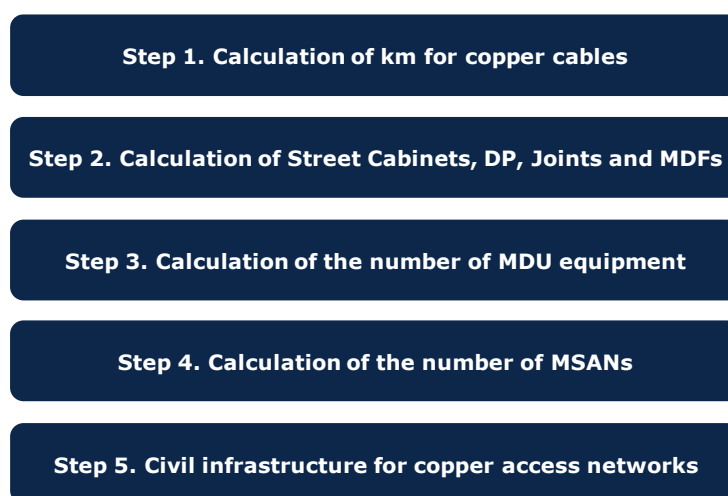 Step 1. Calculation of km for copper cables
Step 2. Calculation of Street Cabinets, DP, Joints and MDFs
Step 3. Calculation of the number of MDU equipment
Step 4. Calculation of the number of MSANs
Step 5. Civil infrastructure for copper access networks